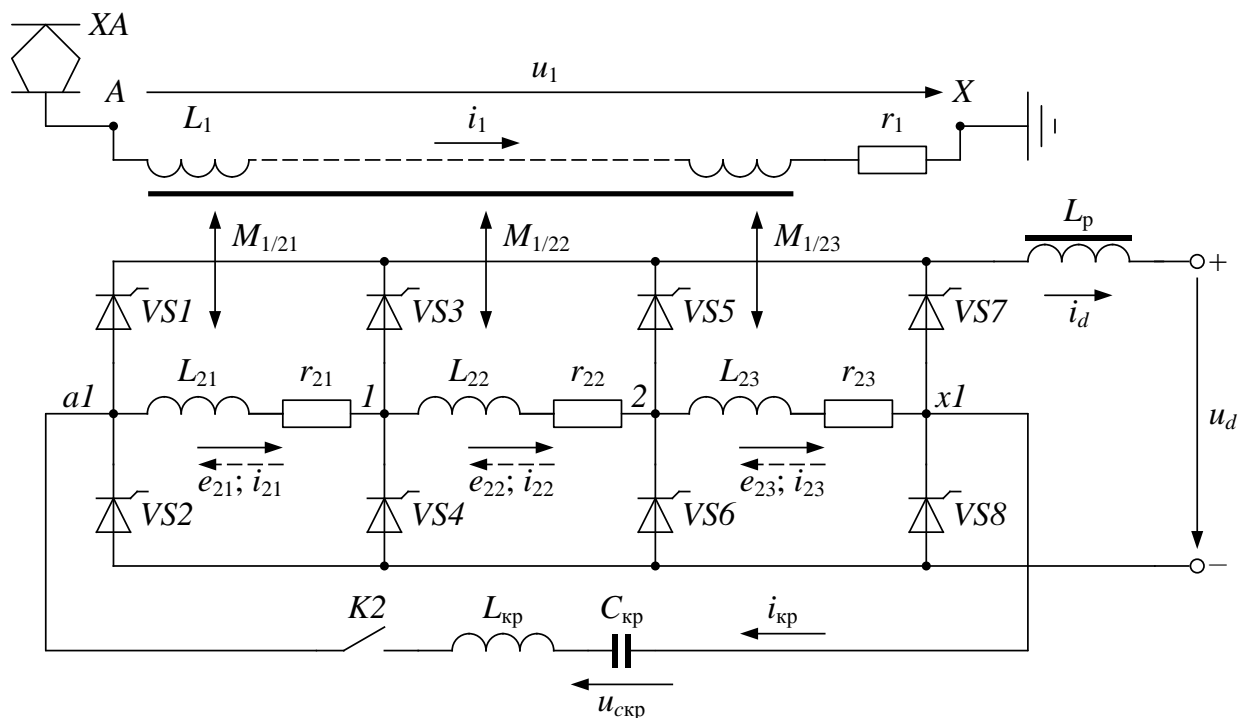 XA
A u₁ X
L₁ i₁ r₁
M₁/₂₁ M₁/₂₂ M₁/₂₃ Lр
+
VS1 VS3 VS5 VS7 i_d
L₂₁ r₂₁ L₂₂ r₂₂ L₂₃ r₂₃
a1 1 2 x1
u_d
e₂₁; i₂₁ e₂₂; i₂₂ e₂₃; i₂₃
VS2 VS4 VS6 VS8
−
K2 Lкр Cкр iкр
uскр